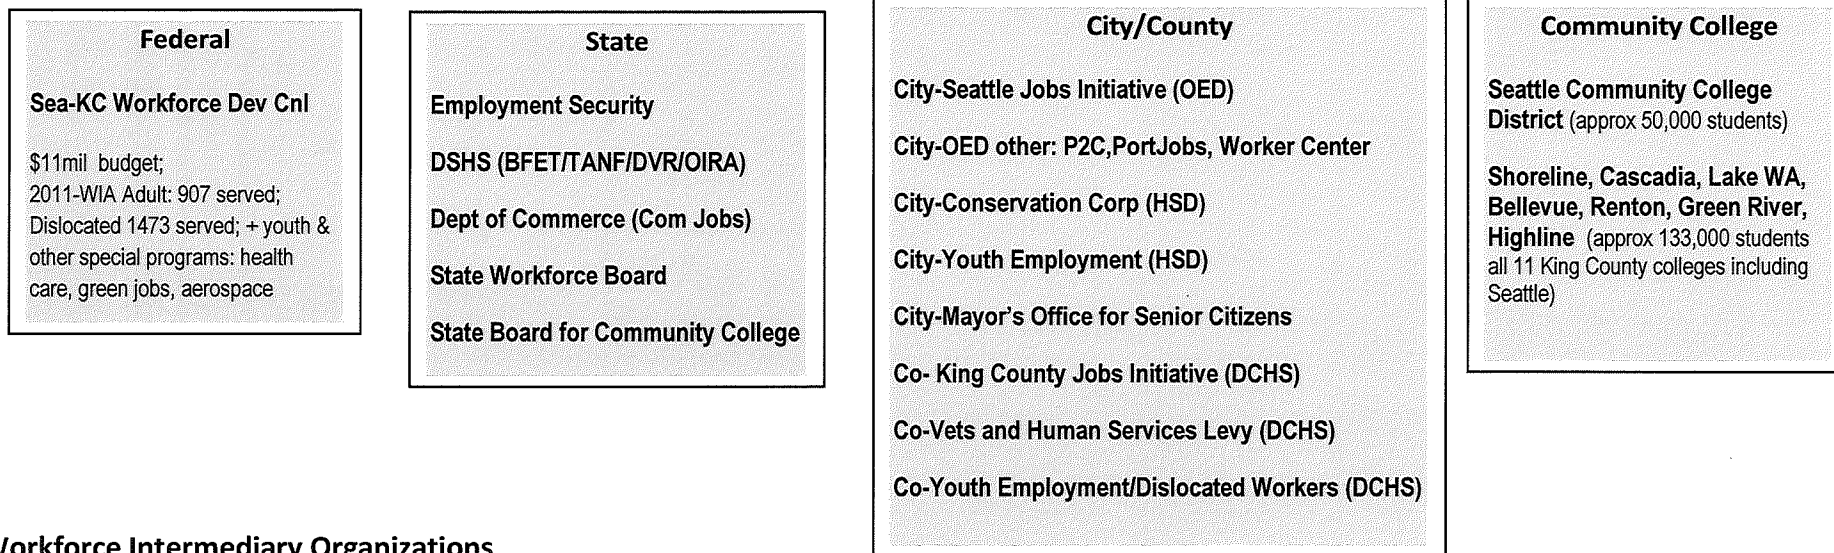 Federal
Sea-KC Workforce Dev Cnl
$11mil budget;
2011-WIA Adult: 907 served;
Dislocated 1473 served; + youth &
other special programs: health
care, green jobs, aerospace
State
Employment Security
DSHS (BFET/TANF/DVR/OIRA)
Dept of Commerce (Com Jobs)
State Workforce Board
State Board for Community College
City/County
City-Seattle Jobs Initiative (OED)
City-OED other: P2C,PortJobs, Worker Center
City-Conservation Corp (HSD)
City-Youth Employment (HSD)
City-Mayor's Office for Senior Citizens
Co- King County Jobs Initiative (DCHS)
Co-Vets and Human Services Levy (DCHS)
Co-Youth Employment/Dislocated Workers (DCHS)
Community College
Seattle Community College
District (approx 50,000 students)
Shoreline, Cascadia, Lake WA,
Bellevue, Renton, Green River,
Highline (approx 133,000 students
all 11 King County colleges including
Seattle)
Workforce Intermediary Organizations